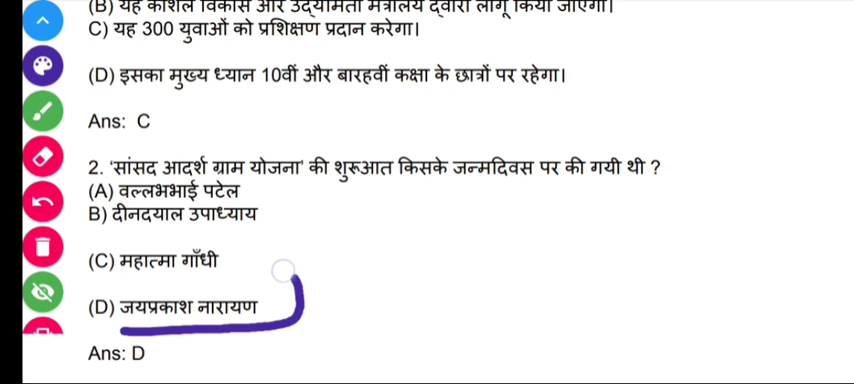 (B) यह कौशल विकास और उद्यमिता मंत्रालय द्वारा लागू किया जाएगा।
C) यह 300 युवाओं को प्रशिक्षण प्रदान करेगा।
(D) इसका मुख्य ध्यान 10वीं और बारहवीं कक्षा के छात्रों पर रहेगा।
Ans: C
2. 'सांसद आदर्श ग्राम योजना' की शुरूआत किसके जन्मदिवस पर की गयी थी ?
(A) वल्लभभाई पटेल
B) दीनदयाल उपाध्याय
(C) महात्मा गाँधी
(D) जयप्रकाश नारायण
Ans: D